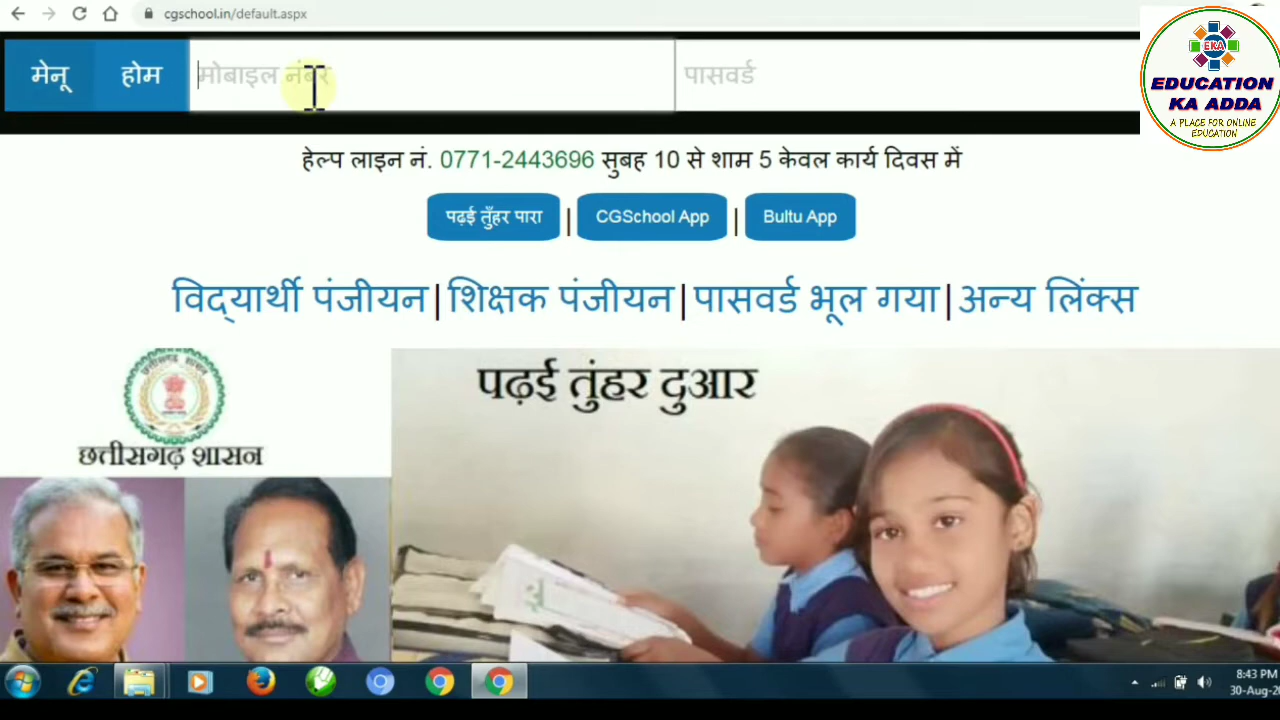 cgschool.in/default.aspx
मेनू होम मोबाइल नंबर पासवर्ड
EKA
EDUCATION
KA ADDA
A PLACE FOR ONLINE
EDUCATION
हेल्प लाइन नं. 0771-2443696 सुबह 10 से शाम 5 केवल कार्य दिवस में
पढ़ई तुँहर पारा | CGSchool App | Bultu App
विद्यार्थी पंजीयन|शिक्षक पंजीयन|पासवर्ड भूल गया|अन्य लिंक्स
पढ़ई तुंहर दुआर
छत्तीसगढ़ शासन
8:43 PM
30-Aug-2